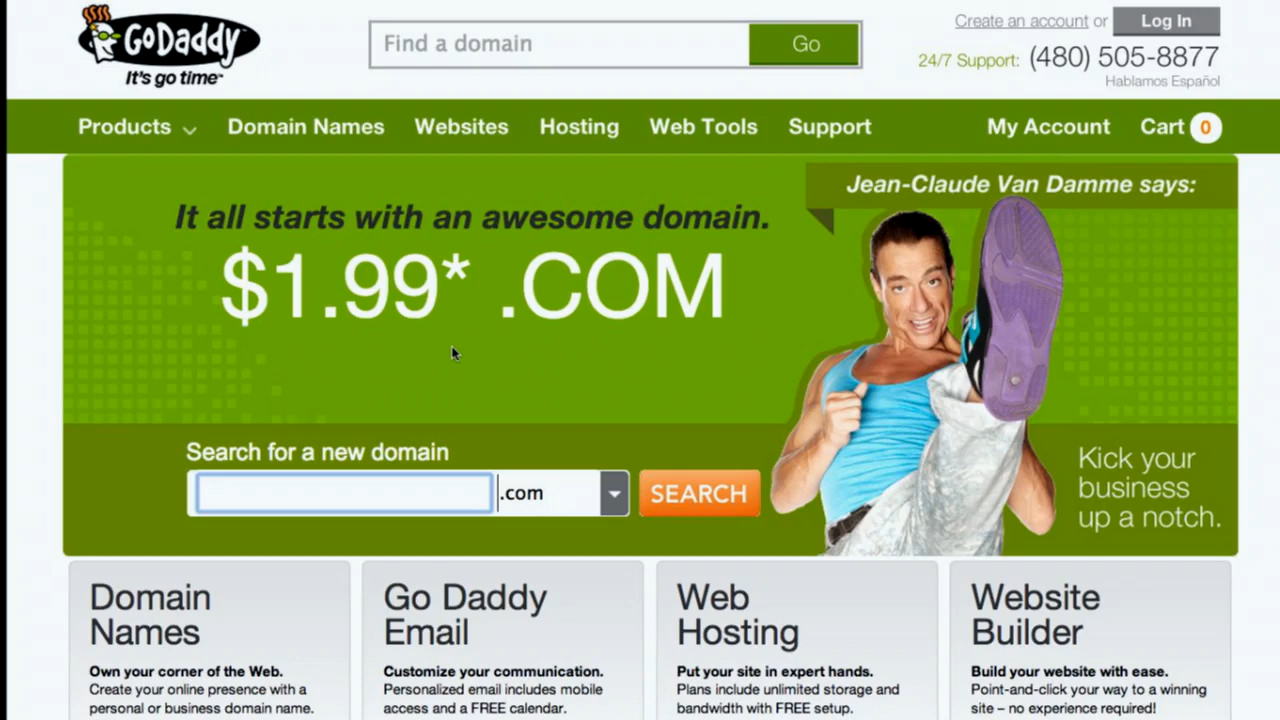 GoDaddy
It's go time™
Find a domain
Go
Create an account or
Log In
24/7 Support: (480) 505-8877
Hablamos Español
Products
Domain Names
Websites
Hosting
Web Tools
Support
My Account
Cart 0
Jean-Claude Van Damme says:
It all starts with an awesome domain.
$1.99* .COM
Search for a new domain
.com
SEARCH
Kick your
business
up a notch.
Domain
Names
Own your corner of the Web.
Create your online presence with a
personal or business domain name.
Go Daddy
Email
Customize your communication.
Personalized email includes mobile
access and a FREE calendar.
Web
Hosting
Put your site in expert hands.
Plans include unlimited storage and
bandwidth with FREE setup.
Website
Builder
Build your website with ease.
Point-and-click your way to a winning
site – no experience required!